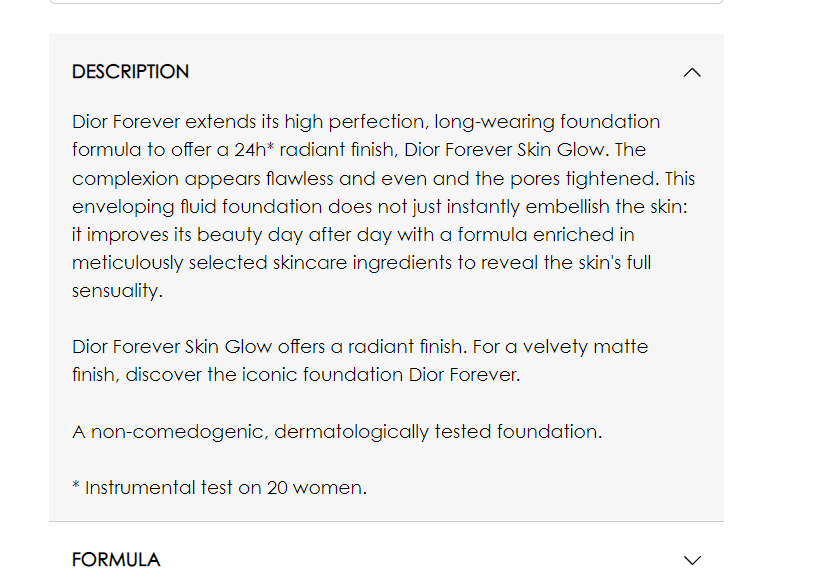 DESCRIPTION
Dior Forever extends its high perfection, long-wearing foundation
formula to offer a 24h* radiant finish, Dior Forever Skin Glow. The
complexion appears flawless and even and the pores tightened. This
enveloping fluid foundation does not just instantly embellish the skin:
it improves its beauty day after day with a formula enriched in
meticulously selected skincare ingredients to reveal the skin's full
sensuality.
Dior Forever Skin Glow offers a radiant finish. For a velvety matte
finish, discover the iconic foundation Dior Forever.
A non-comedogenic, dermatologically tested foundation.
* Instrumental test on 20 women.
FORMULA